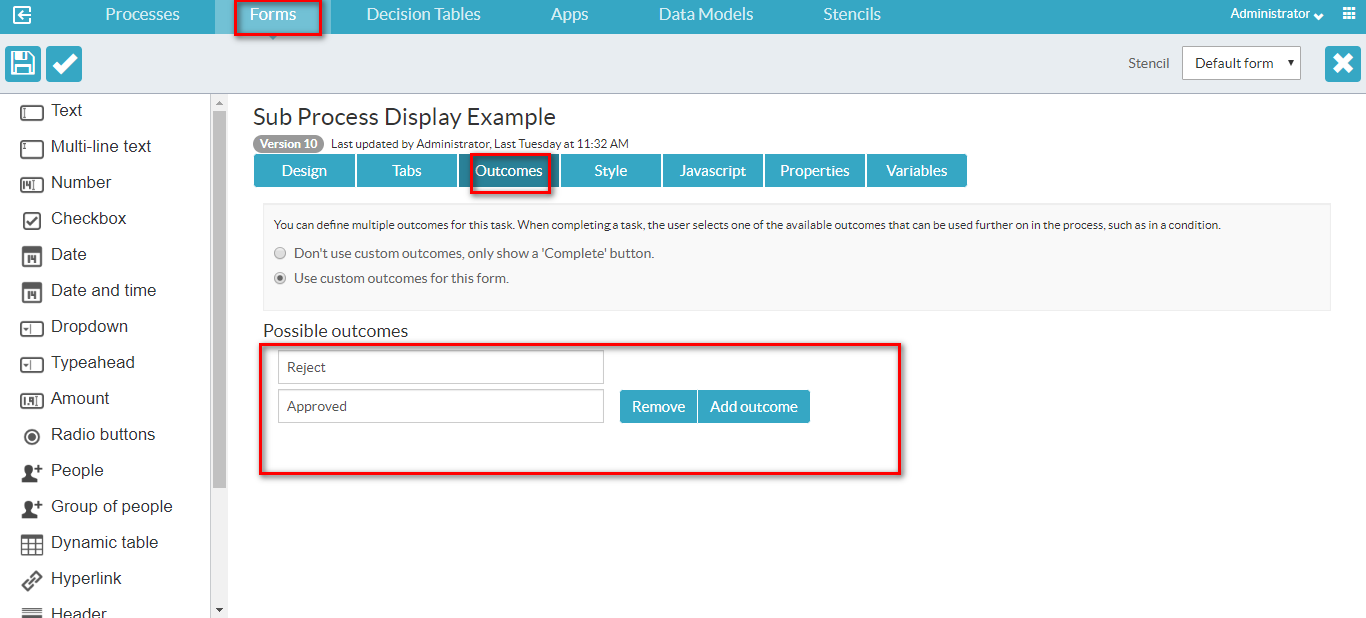 Processes Forms Decision Tables Apps Data Models Stencils Administrator
Stencil Default form
Text
Multi-line text
Number
Checkbox
Date
Date and time
Dropdown
Typeahead
Amount
Radio buttons
People
Group of people
Dynamic table
Hyperlink
Header
Sub Process Display Example
Version 10 Last updated by Administrator, Last Tuesday at 11:32 AM
Design Tabs Outcomes Style Javascript Properties Variables
You can define multiple outcomes for this task. When completing a task, the user selects one of the available outcomes that can be used further on in the process, such as in a condition.
Don't use custom outcomes, only show a 'Complete' button.
Use custom outcomes for this form.
Possible outcomes
Reject
Approved Remove Add outcome